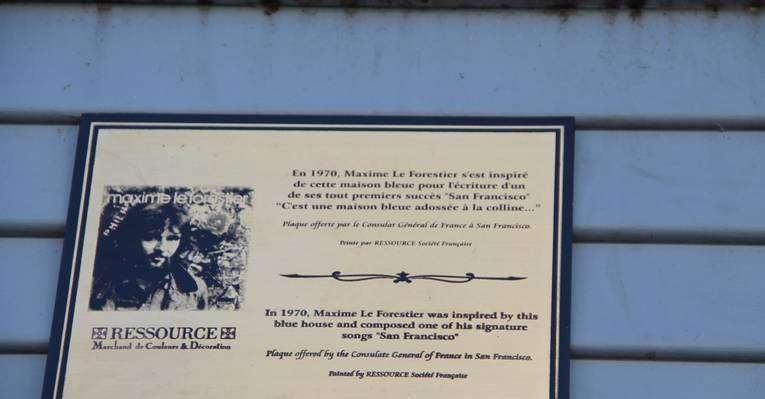 En 1970, Maxime Le Forestier s'est inspiré
de cette maison bleue pour l'écriture d'un
de ses tout premiers succès "San Francisco"
"C'est une maison bleue adossée à la colline..."
Plaque offerte par le Consulat Général de France à San Francisco.
Peinte par RESSOURCE Société Française
maxime leforestier
RESSOURCE
Marchand de Couleurs & Décoration
In 1970, Maxime Le Forestier was inspired by this
blue house and composed one of his signature
songs "San Francisco"
Plaque offered by the Consulate General of France in San Francisco.
Painted by RESSOURCE Société Française